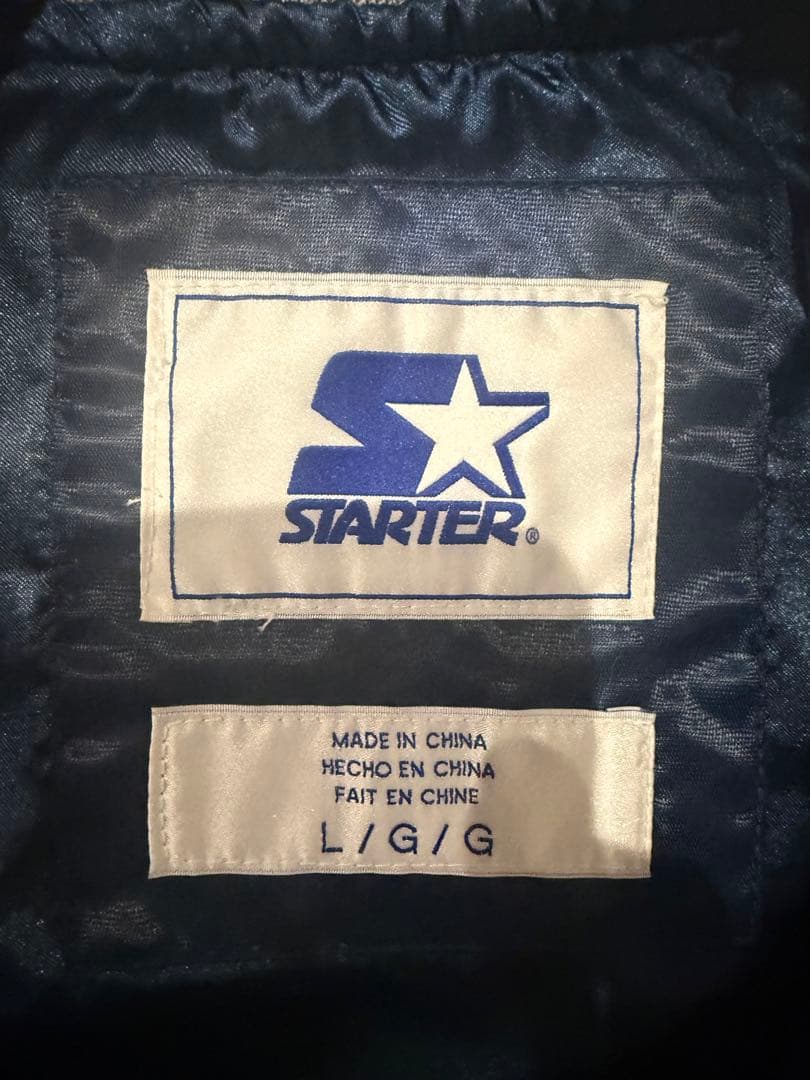 STARTER®
MADE IN CHINA
HECHO EN CHINA
FAIT EN CHINE
L / G / G